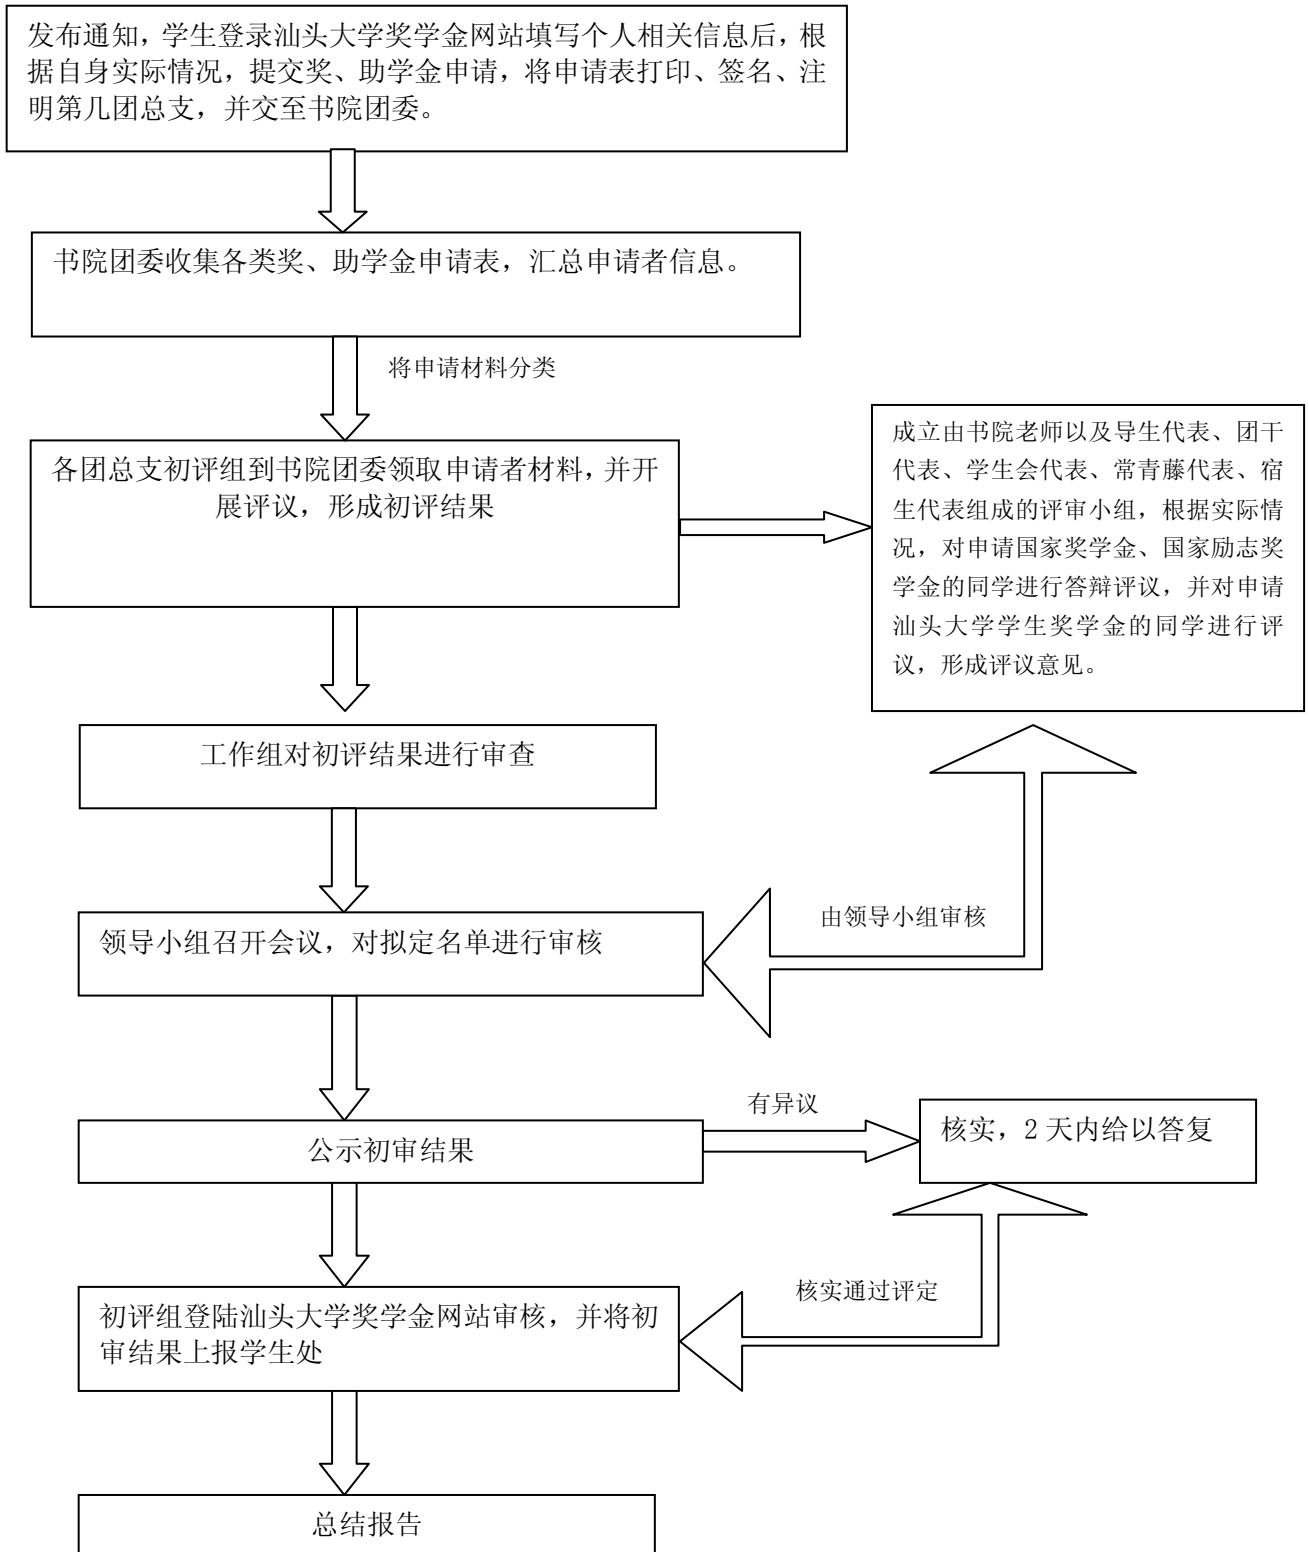 发布通知，学生登录汕头大学奖学金网站填写个人相关信息后，根
据自身实际情况，提交奖、助学金申请，将申请表打印、签名、注
明第几团总支，并交至书院团委。
书院团委收集各类奖、助学金申请表，汇总申请者信息。
将申请材料分类
各团总支初评组到书院团委领取申请者材料，并开
展评议，形成初评结果
成立由书院老师以及导生代表、团干
代表、学生会代表、常青藤代表、宿
生代表组成的评审小组，根据实际情
况，对申请国家奖学金、国家励志奖
学金的同学进行答辩评议，并对申请
汕头大学学生奖学金的同学进行评
议，形成评议意见。
工作组对初评结果进行审查
由领导小组审核
领导小组召开会议，对拟定名单进行审核
有异议
公示初审结果
核实，2 天内给以答复
核实通过评定
初评组登陆汕头大学奖学金网站审核，并将初
审结果上报学生处
总结报告